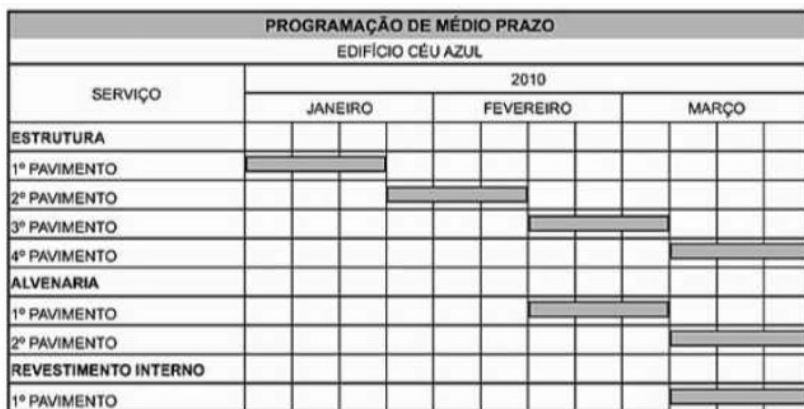 PROGRAMAÇÃO DE MÉDIO PRAZO
EDIFÍCIO CÉU AZUL
SERVIÇO
2010
JANEIRO FEVEREIRO MARÇO
ESTRUTURA
1º PAVIMENTO
2º PAVIMENTO
3º PAVIMENTO
4º PAVIMENTO
ALVENARIA
1º PAVIMENTO
2º PAVIMENTO
REVESTIMENTO INTERNO
1º PAVIMENTO